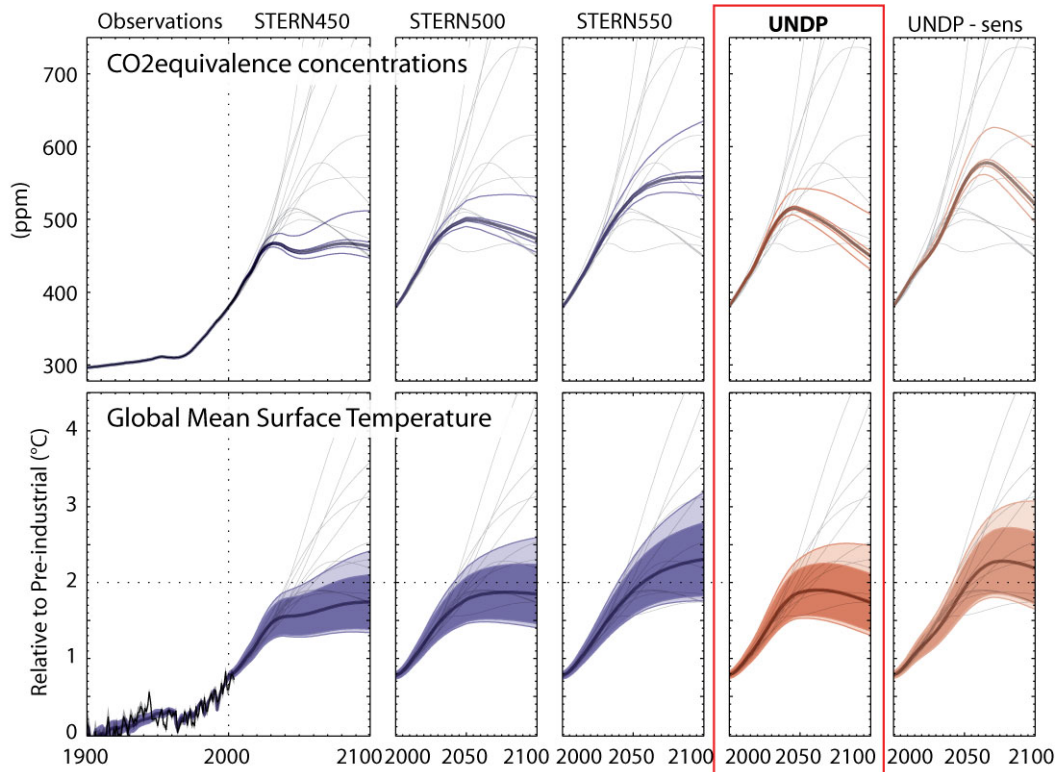 Observations STERN450 STERN500 STERN550 UNDP UNDP - sens
CO2equivalence concentrations
700
600
500
400
300
(ppm)
Global Mean Surface Temperature
4
3
2
1
0
Relative to Pre-industrial (°C)
1900 2000 2100 2000 2050 2100 2000 2050 2100 2000 2050 2100 2000 2050 2100